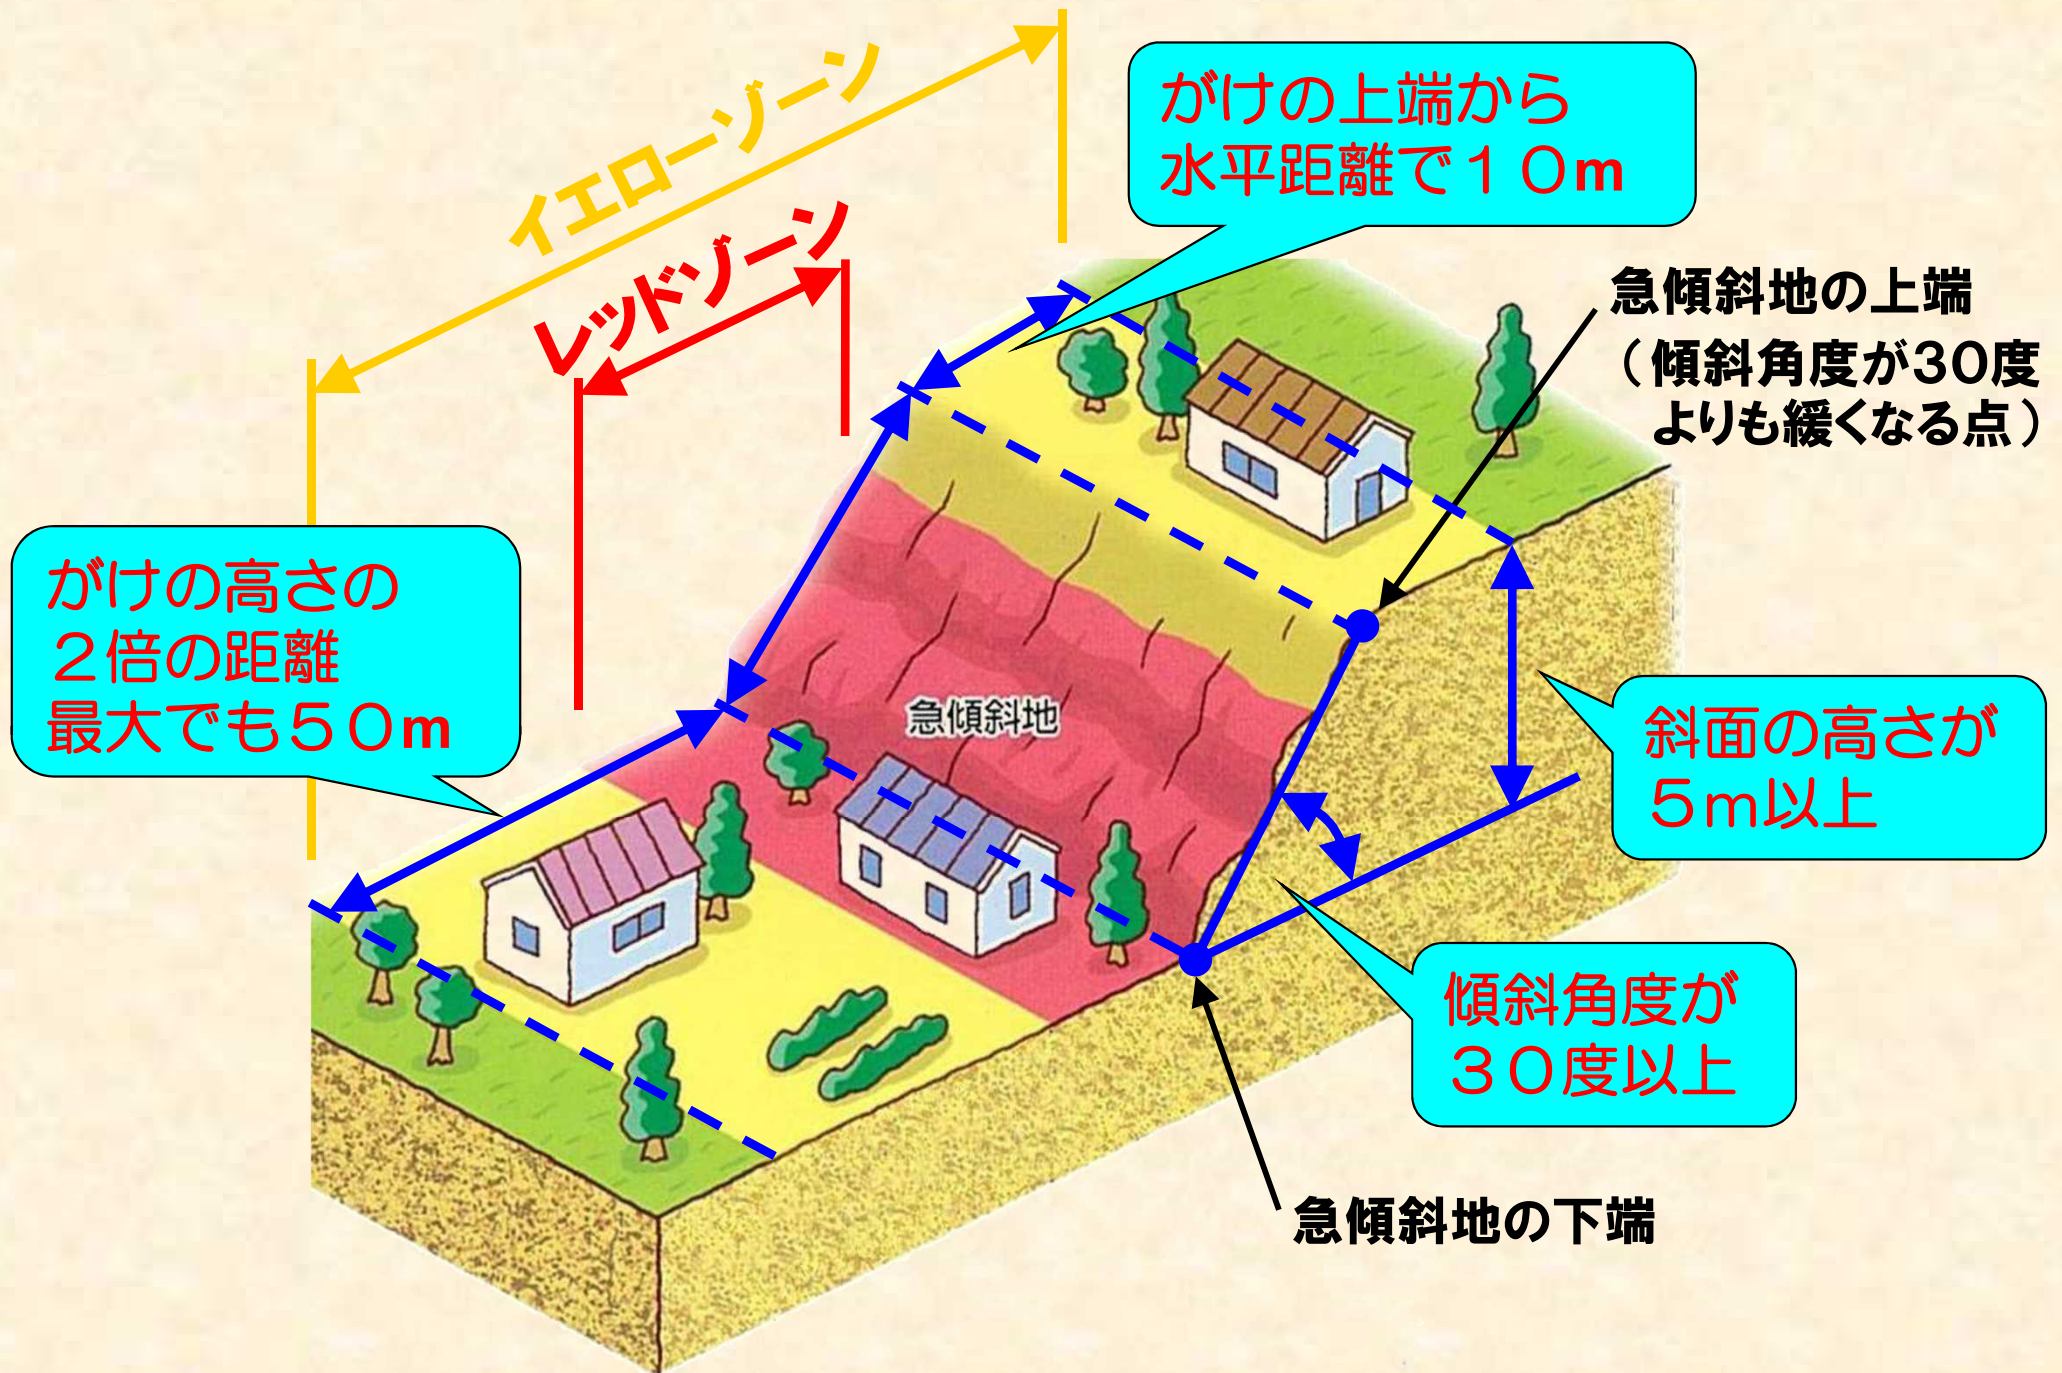 イエローゾーン
レッドゾーン
がけの上端から
水平距離で１０m
急傾斜地の上端
（傾斜角度が30度
よりも緩くなる点）
がけの高さの
２倍の距離
最大でも５０m
急傾斜地
斜面の高さが
５ｍ以上
傾斜角度が
３０度以上
急傾斜地の下端